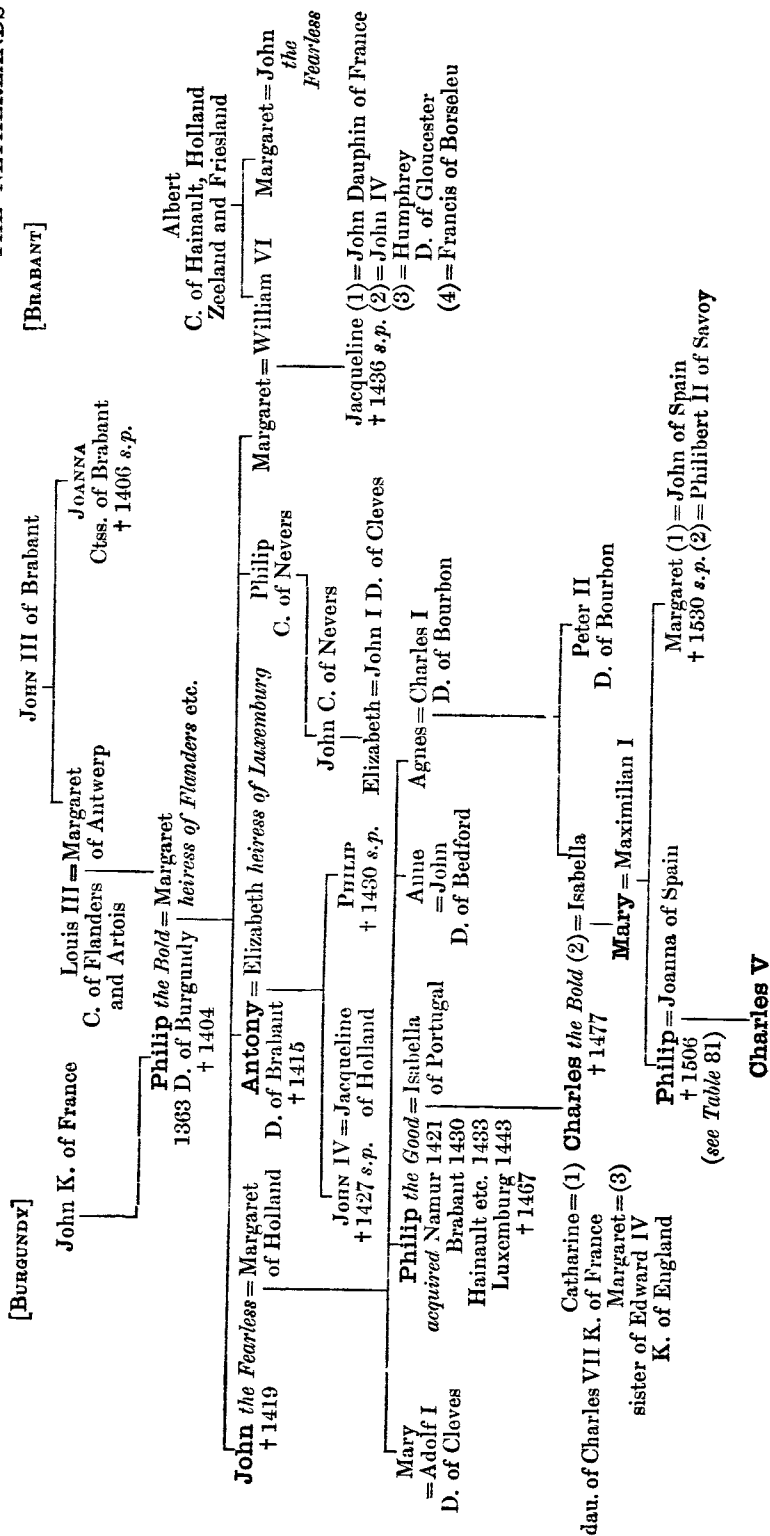 THE NETHERLANDS
[BURGUNDY]
[BRABANT]
John K. of France
JOHN III of Brabant
Louis III = Margaret
C. of Flanders of Antwerp
and Artois
JOANNA
Ctss. of Brabant
† 1406 s.p.
Albert
C. of Hainault, Holland
Zeeland and Friesland
Philip the Bold = Margaret
1363 D. of Burgundy heiress of Flanders etc.
† 1404
John the Fearless = Margaret
† 1419 of Holland
Antony = Elizabeth heiress of Luxemburg
D. of Brabant
† 1415
Philip
C. of Nevers
Margaret = William VI
Margaret = John
the
Fearless
JOHN IV = Jacqueline
† 1427 s.p. of Holland
PHILIP
† 1430 s.p.
John C. of Nevers
Elizabeth = John I D. of Cleves
Jacqueline (1) = John Dauphin of France
† 1436 s.p. (2) = John IV
(3) = Humphrey
D. of Gloucester
(4) = Francis of Borseleu
Mary
= Adolf I
D. of Cleves
Philip the Good = Isabella
acquired Namur 1421 of Portugal
Brabant 1430
Hainault etc. 1433
Luxemburg 1443
† 1467
Anne
= John
D. of Bedford
Agnes = Charles I
D. of Bourbon
Catharine = (1) Charles the Bold (2) = Isabella
dau. of Charles VII K. of France † 1477
Margaret = (3)
sister of Edward IV
K. of England
Peter II
D. of Bourbon
Mary = Maximilian I
Philip = Joanna of Spain
† 1506
(see Table 81)
Margaret (1) = John of Spain
† 1530 s.p. (2) = Philibert II of Savoy
Charles V